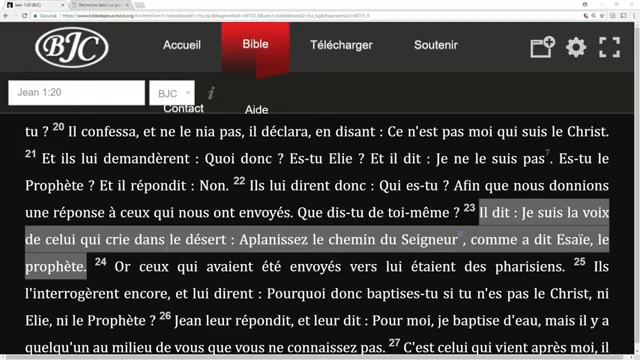 Jean 1:20 (BJC)
Recherche dans Luc pou
Sécurisé
https://www.bibledejesuschrist.org/
BJC
Accueil
Bible
Télécharger
Soutenir
Jean 1:20
BJC
i
Contact
Aide
tu ? 20 Il confessa, et ne le nia pas, il déclara, en disant : Ce n'est pas moi qui suis le Christ.
21 Et ils lui demandèrent : Quoi donc ? Es-tu Elie ? Et il dit : Je ne le suis pas7. Es-tu le
Prophète ? Et il répondit : Non. 22 Ils lui dirent donc : Qui es-tu ? Afin que nous donnions
une réponse à ceux qui nous ont envoyés. Que dis-tu de toi-même ? 23 Il dit : Je suis la voix
de celui qui crie dans le désert : Aplanissez le chemin du Seigneur, comme a dit Esaïe, le
prophète. 24 Or ceux qui avaient été envoyés vers lui étaient des pharisiens. 25 Ils
l'interrogèrent encore, et lui dirent : Pourquoi donc baptises-tu si tu n'es pas le Christ, ni
Elie, ni le Prophète ? 26 Jean leur répondit, et leur dit : Pour moi, je baptise d'eau, mais il y a
quelqu'un au milieu de vous que vous ne connaissez pas. 27 C'est celui qui vient après moi, il